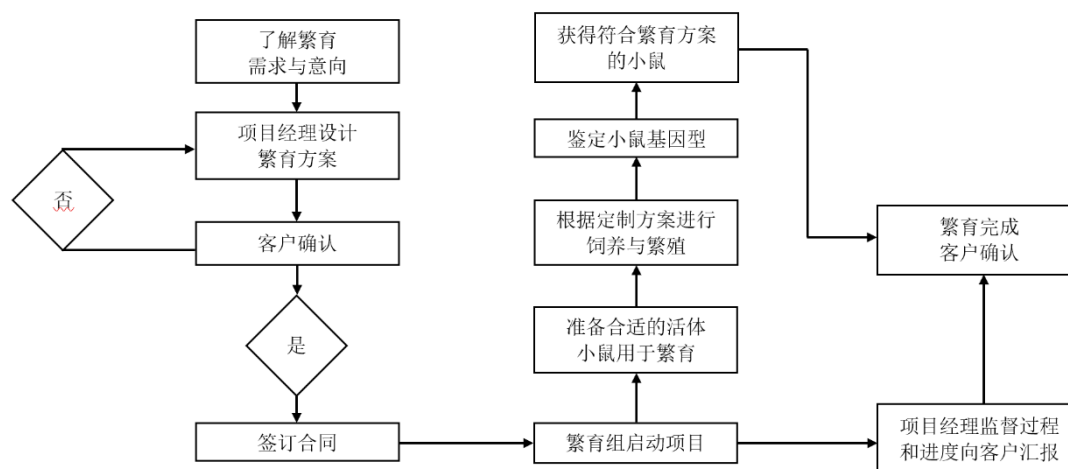 了解繁育
需求与意向
项目经理设计
繁育方案
否
客户确认
是
签订合同
繁育组启动项目
准备合适的活体
小鼠用于繁育
根据定制方案进行
饲养与繁殖
鉴定小鼠基因型
获得符合繁育方案
的小鼠
项目经理监督过程
和进度向客户汇报
繁育完成
客户确认